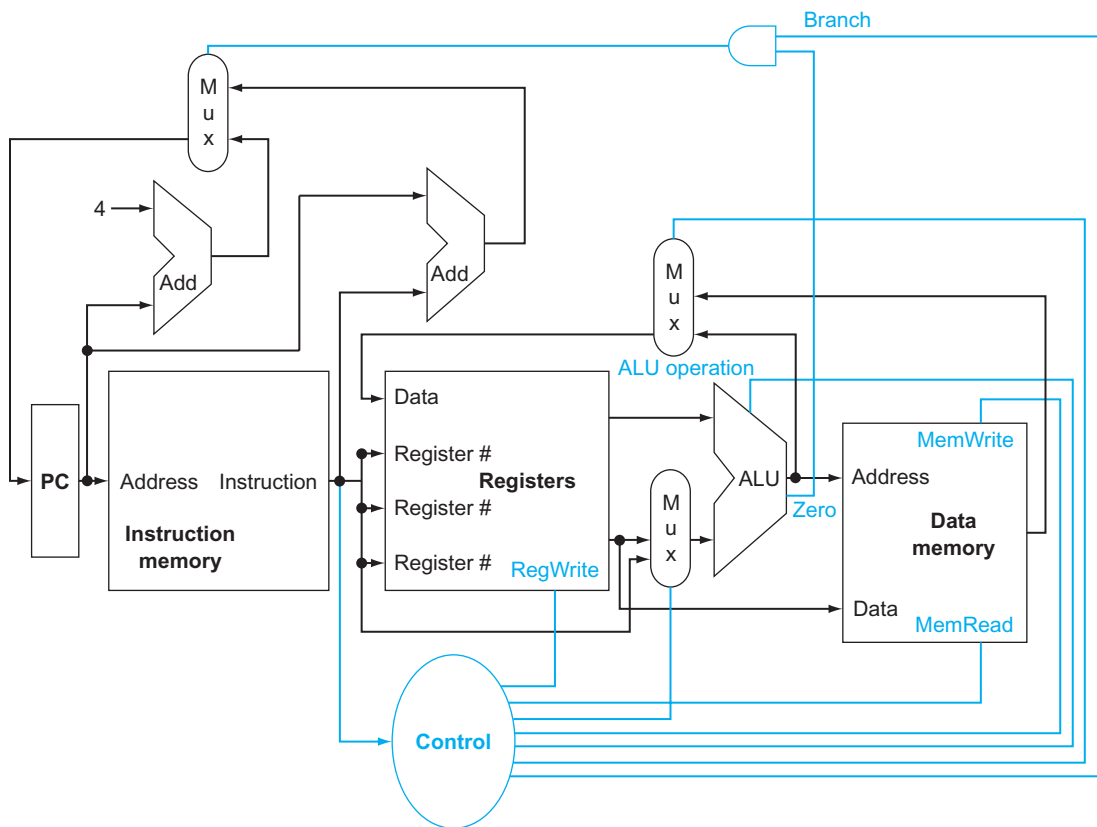 Branch
M
u
x
4
Add
Add
M
u
x
ALU operation
Data
Register #
Registers
Register #
Register #
RegWrite
PC
Address
Instruction
Instruction
memory
M
u
x
ALU
Zero
MemWrite
Address
Data
memory
Data
MemRead
Control